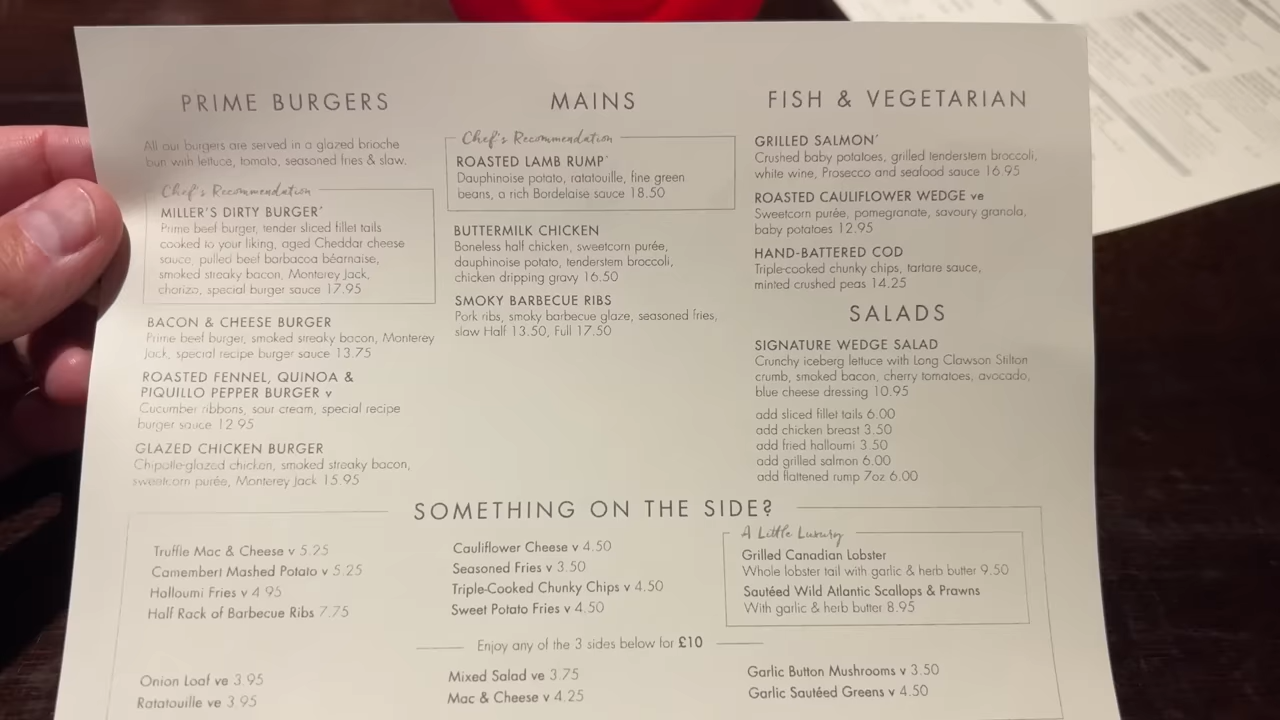 PRIME BURGERS
All our burgers are served in a glazed brioche
bun with lettuce, tomato, seasoned fries & slaw.
Chef's Recommendation
MILLER'S DIRTY BURGER*
Prime beef burger, tender sliced fillet tails
cooked to your liking, aged Cheddar cheese
sauce, pulled beef barbacoa béarnaise,
smoked streaky bacon, Monterey Jack,
chorizo, special burger sauce 17.95
BACON & CHEESE BURGER
Prime beef burger, smoked streaky bacon, Monterey
Jack, special recipe burger sauce 13.75
ROASTED FENNEL, QUINOA &
PIQUILLO PEPPER BURGER v
Cucumber ribbons, sour cream, special recipe
burger sauce 12.95
GLAZED CHICKEN BURGER
Chipotle-glazed chicken, smoked streaky bacon,
sweetcorn purée, Monterey Jack 15.95
MAINS
Chef's Recommendation
ROASTED LAMB RUMP*
Dauphinoise potato, ratatouille, fine green
beans, a rich Bordelaise sauce 18.50
BUTTERMILK CHICKEN
Boneless half chicken, sweetcorn purée,
dauphinoise potato, tenderstem broccoli,
chicken dripping gravy 16.50
SMOKY BARBECUE RIBS
Pork ribs, smoky barbecue glaze, seasoned fries,
slaw Half 13.50, Full 17.50
FISH & VEGETARIAN
GRILLED SALMON*
Crushed baby potatoes, grilled tenderstem broccoli,
white wine, Prosecco and seafood sauce 16.95
ROASTED CAULIFLOWER WEDGE ve
Sweetcorn purée, pomegranate, savoury granola,
baby potatoes 12.95
HAND-BATTERED COD
Triple-cooked chunky chips, tartare sauce,
minted crushed peas 14.25
SALADS
SIGNATURE WEDGE SALAD
Crunchy iceberg lettuce with Long Clawson Stilton
crumb, smoked bacon, cherry tomatoes, avocado,
blue cheese dressing 10.95
add sliced fillet tails 6.00
add chicken breast 3.50
add fried halloumi 3.50
add grilled salmon 6.00
add flattened rump 7oz 6.00
SOMETHING ON THE SIDE?
Truffle Mac & Cheese v 5.25
Camembert Mashed Potato v 5.25
Halloumi Fries v 4.95
Half Rack of Barbecue Ribs 7.75
Cauliflower Cheese v 4.50
Seasoned Fries v 3.50
Triple-Cooked Chunky Chips v 4.50
Sweet Potato Fries v 4.50
A Little Luxury
Grilled Canadian Lobster
Whole lobster tail with garlic & herb butter 9.50
Sautéed Wild Atlantic Scallops & Prawns
With garlic & herb butter 8.95
Enjoy any of the 3 sides below for £10
Onion Loaf ve 3.95
Ratatouille ve 3.95
Mixed Salad ve 3.75
Mac & Cheese v 4.25
Garlic Button Mushrooms v 3.50
Garlic Sautéed Greens v 4.50